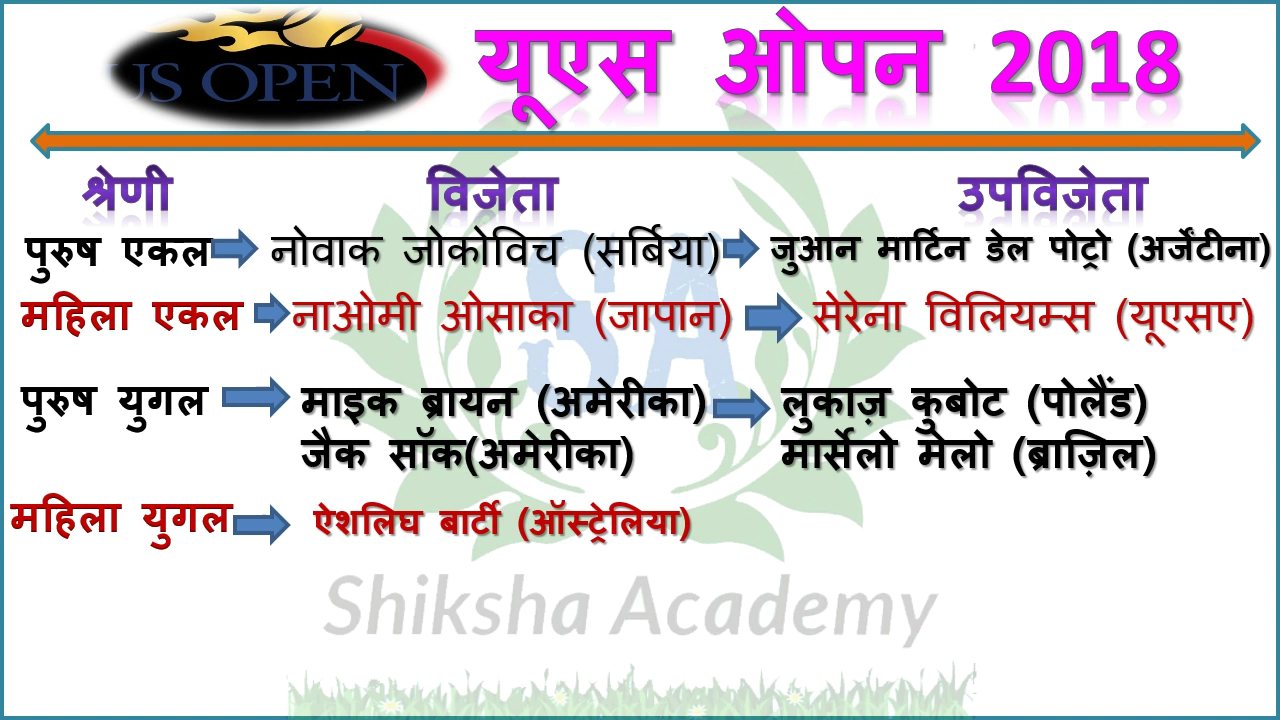 US OPEN
यूएस ओपन 2018
श्रेणी विजेता उपविजेता
पुरुष एकल नोवाक जोकोविच (सर्बिया) जुआन मार्टिन डेल पोट्रो (अर्जेंटीना)
महिला एकल नाओमी ओसाका (जापान) सेरेना विलियम्स (यूएसए)
पुरुष युगल माइक ब्रायन (अमेरीका) लुकाज़ कुबोट (पोलैंड)
जैक सॉक(अमेरीका) मार्सेलो मेलो (ब्राज़िल)
महिला युगल ऐशलिघ बार्टी (ऑस्ट्रेलिया)
SA
Shiksha Academy